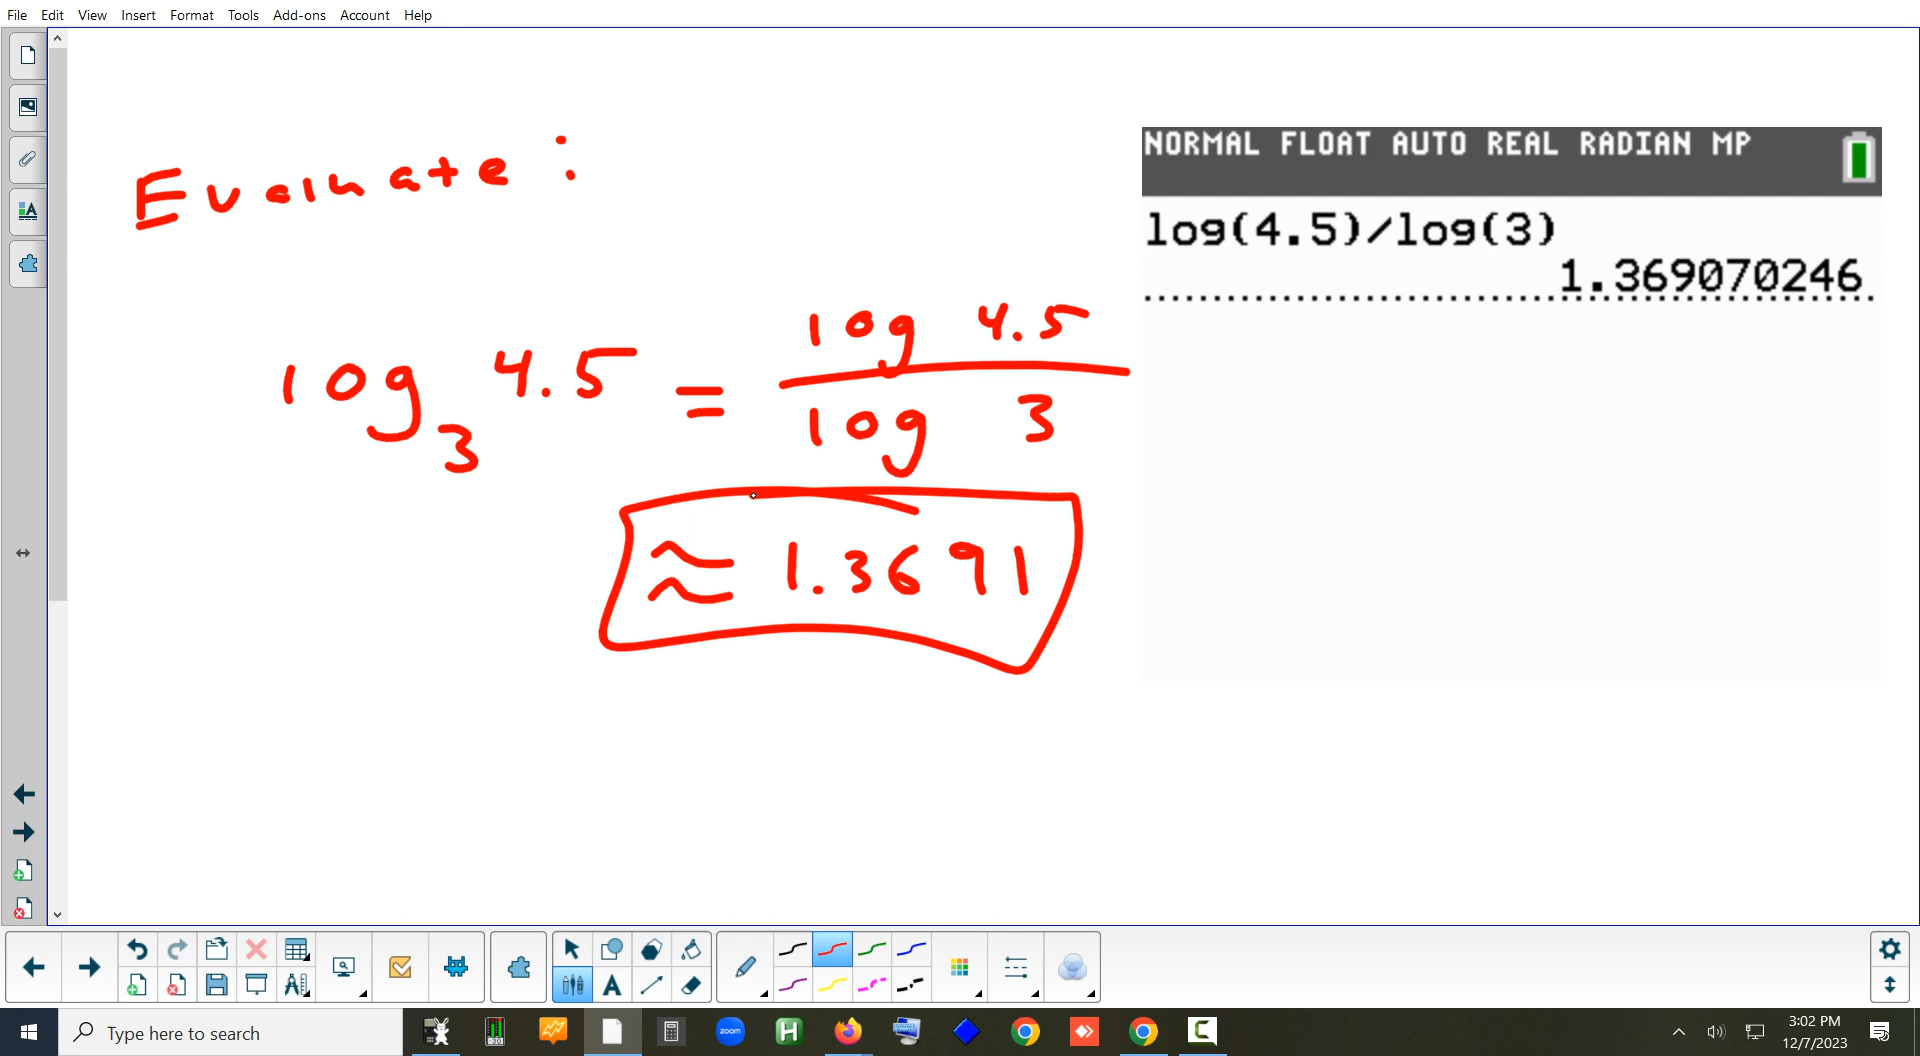 File Edit View Insert Format Tools Add-ons Account Help
Evaluate:
log₃ 4.5 = log 4.5 / log 3
≈ 1.3691
NORMAL FLOAT AUTO REAL RADIAN MP
log(4.5)/log(3)
1.369070246
Type here to search
zoom
H
3:02 PM
12/7/2023